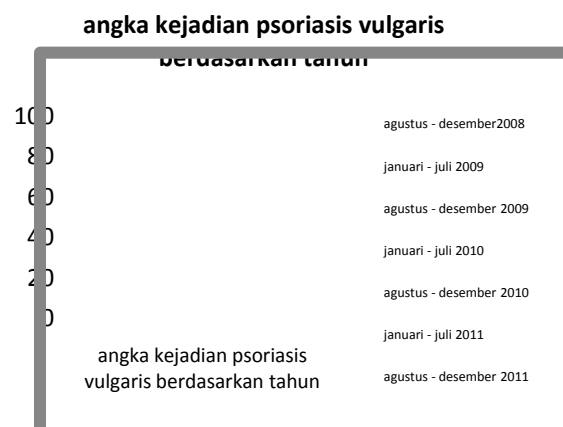 angka kejadian psoriasis vulgaris
berdasarkan tahun
100
80
60
40
20
0
angka kejadian psoriasis
vulgaris berdasarkan tahun
agustus - desember2008
januari - juli 2009
agustus - desember 2009
januari - juli 2010
agustus - desember 2010
januari - juli 2011
agustus - desember 2011